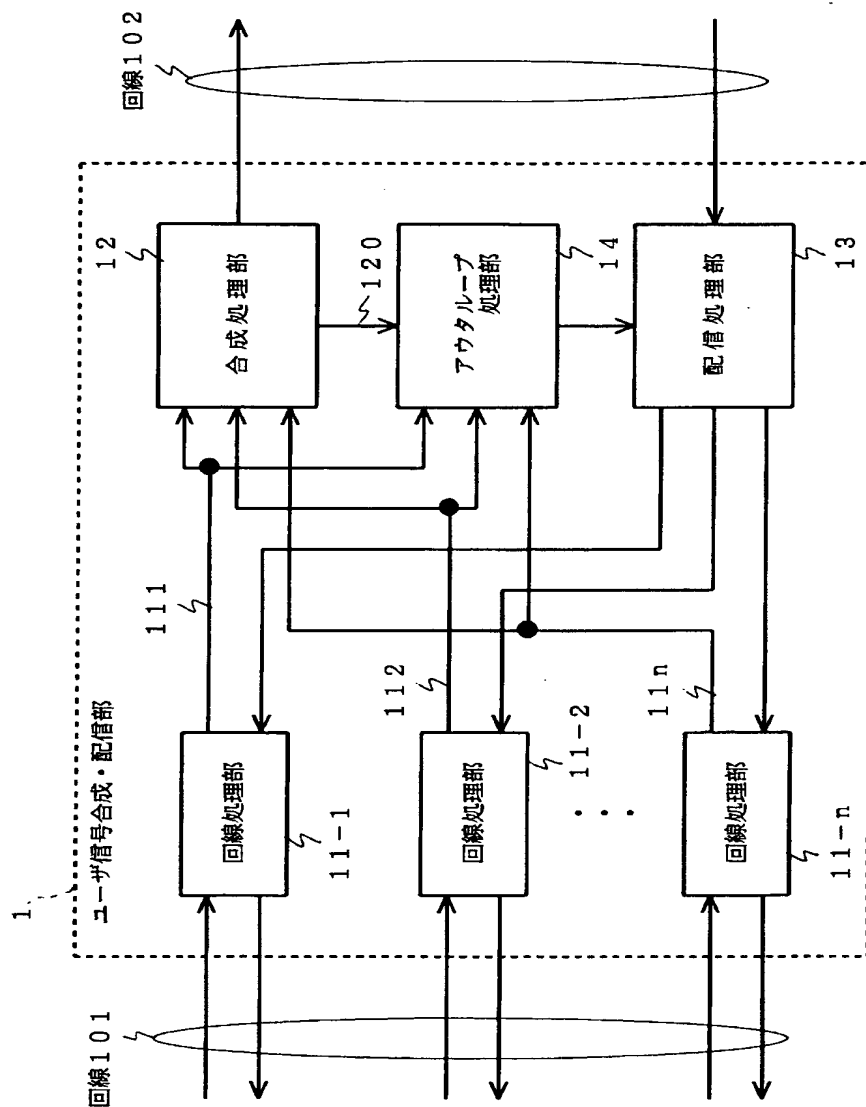 1
ユーザ信号合成・配信部
回線101
回線102
回線処理部
11-1
111
合成処理部
12
120
回線処理部
11-2
112
アウタループ
処理部
14
・・・
回線処理部
11-n
11n
配信処理部
13